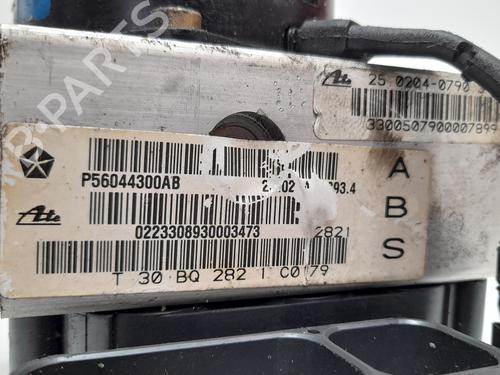 Ate 25 0204-0790
3300507900007899
P56044300AB
A
Ate
B
0223308930003473
2821
S
T 30 BQ 282 1 C0179